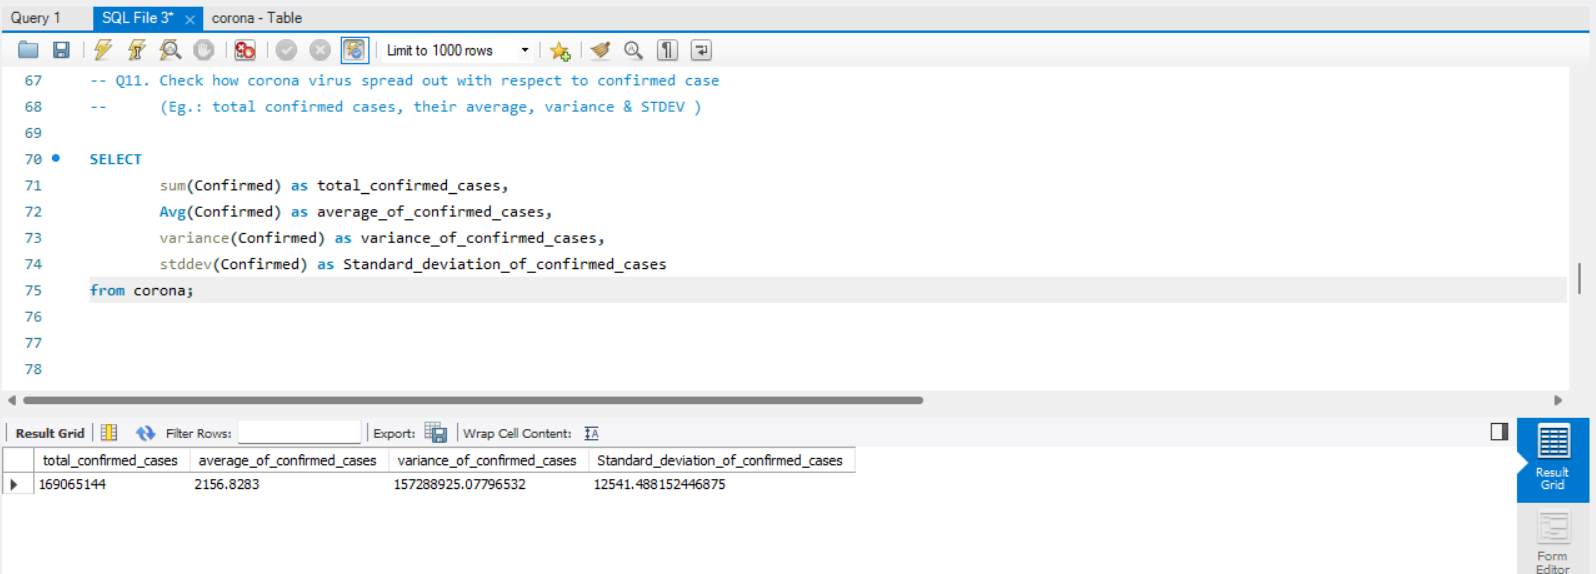 Query 1 SQL File 3* corona - Table
Limit to 1000 rows
67 -- Q11. Check how corona virus spread out with respect to confirmed case
68 -- (Eg.: total confirmed cases, their average, variance & STDEV )
69
70 SELECT
71 sum(Confirmed) as total_confirmed_cases,
72 Avg(Confirmed) as average_of_confirmed_cases,
73 variance(Confirmed) as variance_of_confirmed_cases,
74 stddev(Confirmed) as Standard_deviation_of_confirmed_cases
75 from corona;
76
77
78
Result Grid Filter Rows: Export: Wrap Cell Content:
total_confirmed_cases average_of_confirmed_cases variance_of_confirmed_cases Standard_deviation_of_confirmed_cases
169065144 2156.8283 157288925.07796532 12541.488152446875
Result
Grid
Form
Editor